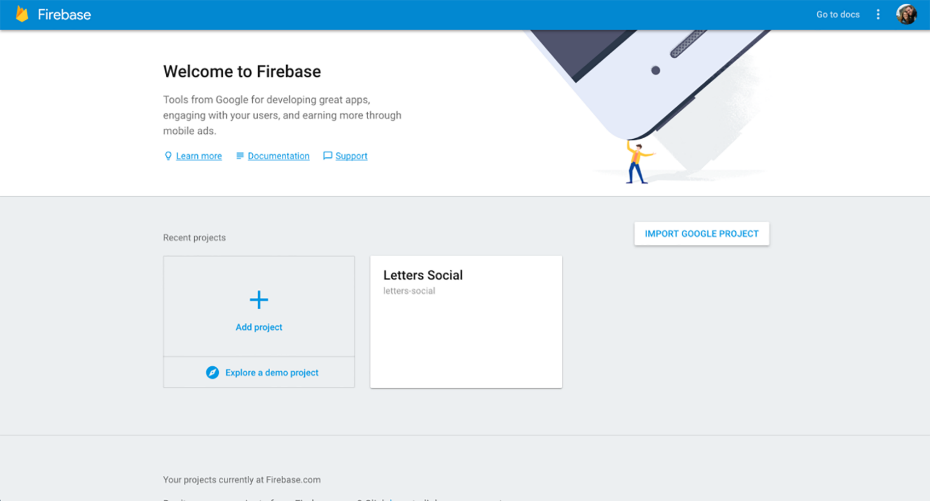 Firebase
Go to docs
Welcome to Firebase
Tools from Google for developing great apps,
engaging with your users, and earning more through
mobile ads.
Learn more Documentation Support
Recent projects
IMPORT GOOGLE PROJECT
Letters Social
letters-social
Add project
Explore a demo project
Your projects currently at Firebase.com